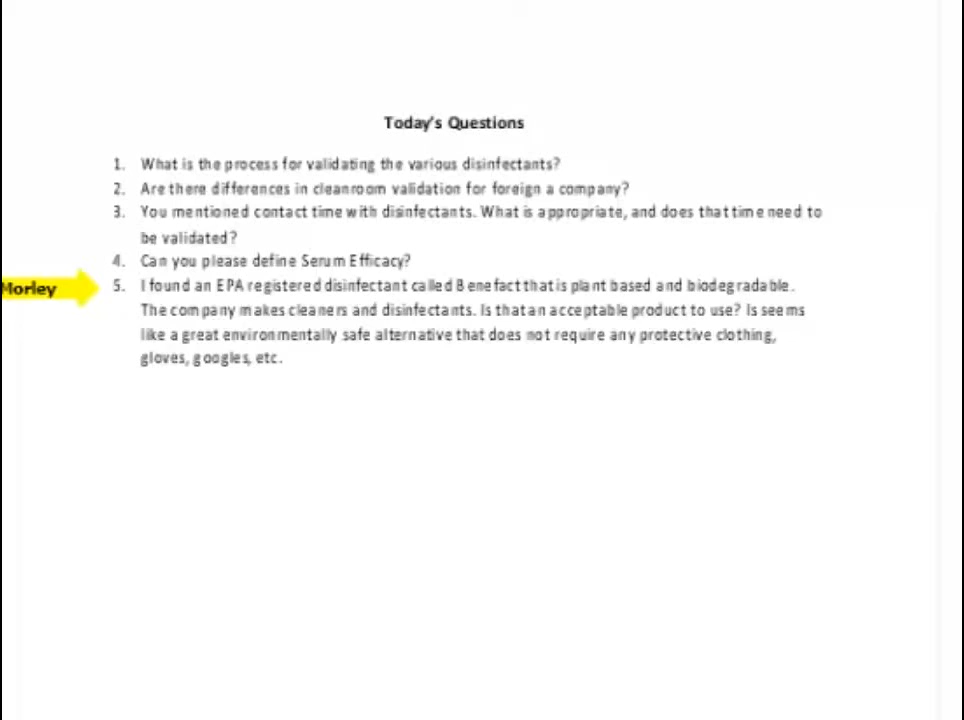 Today's Questions
1. What is the process for validating the various disinfectants?
2. Are there differences in cleanroom validation for foreign a company?
3. You mentioned contact time with disinfectants. What is appropriate, and does that time need to
be validated?
4. Can you please define Serum Efficacy?
Morley
5. I found an EPA registered disinfectant called Benefact that is plant based and biodegradable.
The company makes cleaners and disinfectants. Is that an acceptable product to use? Is seems
like a great environmentally safe alternative that does not require any protective clothing,
gloves, googles, etc.